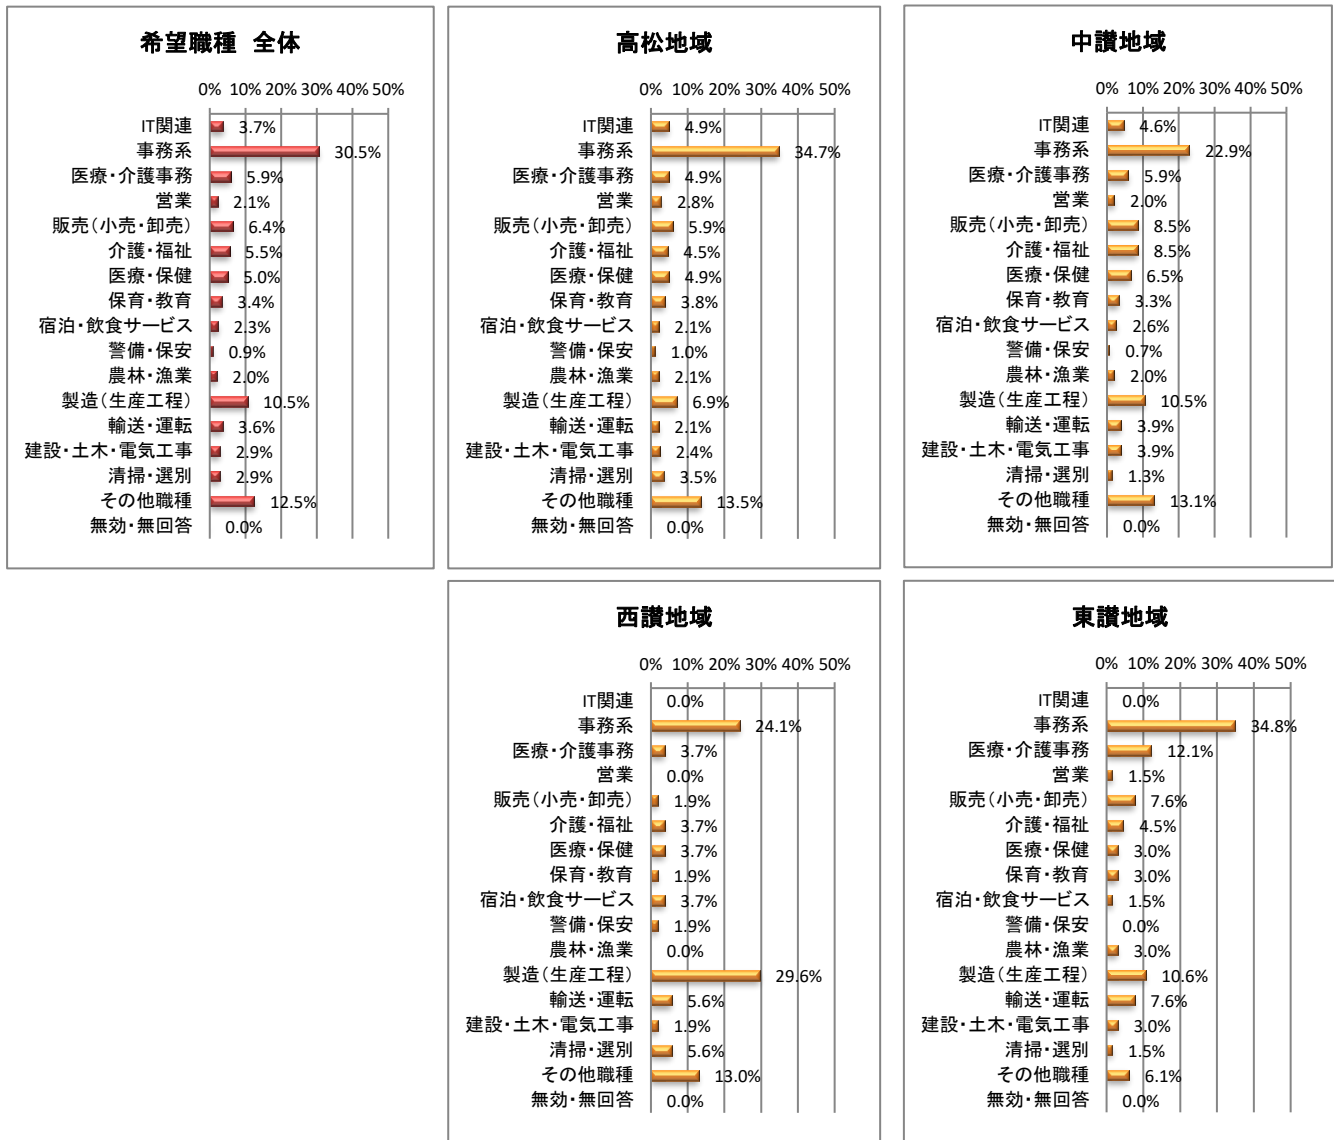 希望職種 全体
0% 10% 20% 30% 40% 50%
IT関連 3.7%
事務系 30.5%
医療・介護事務 5.9%
営業 2.1%
販売(小売・卸売) 6.4%
介護・福祉 5.5%
医療・保健 5.0%
保育・教育 3.4%
宿泊・飲食サービス 2.3%
警備・保安 0.9%
農林・漁業 2.0%
製造(生産工程) 10.5%
輸送・運転 3.6%
建設・土木・電気工事 2.9%
清掃・選別 2.9%
その他職種 12.5%
無効・無回答 0.0%
高松地域
0% 10% 20% 30% 40% 50%
IT関連 4.9%
事務系 34.7%
医療・介護事務 4.9%
営業 2.8%
販売(小売・卸売) 5.9%
介護・福祉 4.5%
医療・保健 4.9%
保育・教育 3.8%
宿泊・飲食サービス 2.1%
警備・保安 1.0%
農林・漁業 2.1%
製造(生産工程) 6.9%
輸送・運転 2.1%
建設・土木・電気工事 2.4%
清掃・選別 3.5%
その他職種 13.5%
無効・無回答 0.0%
中讃地域
0% 10% 20% 30% 40% 50%
IT関連 4.6%
事務系 22.9%
医療・介護事務 5.9%
営業 2.0%
販売(小売・卸売) 8.5%
介護・福祉 8.5%
医療・保健 6.5%
保育・教育 3.3%
宿泊・飲食サービス 2.6%
警備・保安 0.7%
農林・漁業 2.0%
製造(生産工程) 10.5%
輸送・運転 3.9%
建設・土木・電気工事 3.9%
清掃・選別 1.3%
その他職種 13.1%
無効・無回答 0.0%
西讃地域
0% 10% 20% 30% 40% 50%
IT関連 0.0%
事務系 24.1%
医療・介護事務 3.7%
営業 0.0%
販売(小売・卸売) 1.9%
介護・福祉 3.7%
医療・保健 3.7%
保育・教育 1.9%
宿泊・飲食サービス 3.7%
警備・保安 1.9%
農林・漁業 0.0%
製造(生産工程) 29.6%
輸送・運転 5.6%
建設・土木・電気工事 1.9%
清掃・選別 5.6%
その他職種 13.0%
無効・無回答 0.0%
東讃地域
0% 10% 20% 30% 40% 50%
IT関連 0.0%
事務系 34.8%
医療・介護事務 12.1%
営業 1.5%
販売(小売・卸売) 7.6%
介護・福祉 4.5%
医療・保健 3.0%
保育・教育 3.0%
宿泊・飲食サービス 1.5%
警備・保安 0.0%
農林・漁業 3.0%
製造(生産工程) 10.6%
輸送・運転 7.6%
建設・土木・電気工事 3.0%
清掃・選別 1.5%
その他職種 6.1%
無効・無回答 0.0%